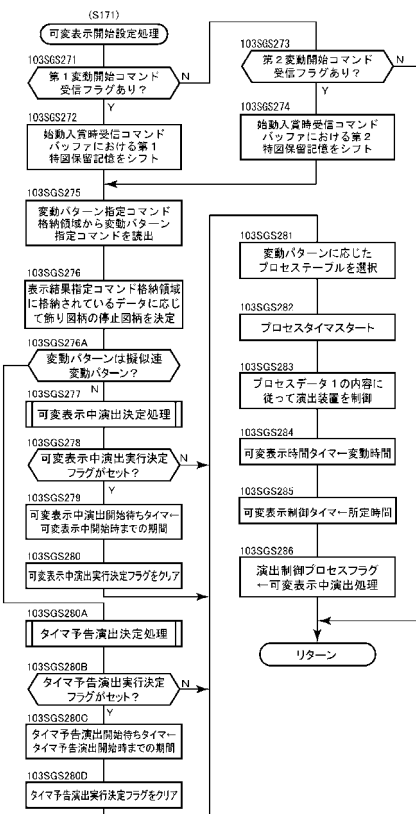 (S171)
可変表示開始設定処理
103SGS271
第1変動開始コマンド
受信フラグあり?
N
Y
103SGS272
始動入賞時受信コマンド
バッファにおける第1
特図保留記憶をシフト
103SGS273
第2変動開始コマンド
受信フラグあり?
N
Y
103SGS274
始動入賞時受信コマンド
バッファにおける第2
特図保留記憶をシフト
103SGS275
変動パターン指定コマンド
格納領域から変動パターン
指定コマンドを読出
103SGS276
表示結果指定コマンド格納領域
に格納されているデータに応じ
て飾り図柄の停止図柄を決定
103SGS276A
変動パターンは擬似連
変動パターン?
N
103SGS277
可変表示中演出決定処理
103SGS278
可変表示中演出実行決定
フラグがセット?
N
Y
103SGS279
可変表示中演出開始待ちタイマ←
可変表示中開始時までの期間
103SGS280
可変表示中演出実行決定フラグをクリア
103SGS280A
タイマ予告演出決定処理
103SGS280B
タイマ予告演出実行決定
フラグがセット?
N
Y
103SGS280C
タイマ予告演出開始待ちタイマ←
タイマ予告演出開始時までの期間
103SGS280D
タイマ予告演出実行決定フラグをクリア
103SGS281
変動パターンに応じた
プロセステーブルを選択
103SGS282
プロセスタイマスタート
103SGS283
プロセスデータ1の内容に
従って演出装置を制御
103SGS284
可変表示時間タイマ←変動時間
103SGS285
可変表示制御タイマ←所定時間
103SGS286
演出制御プロセスフラグ
←可変表示中演出処理
リターン